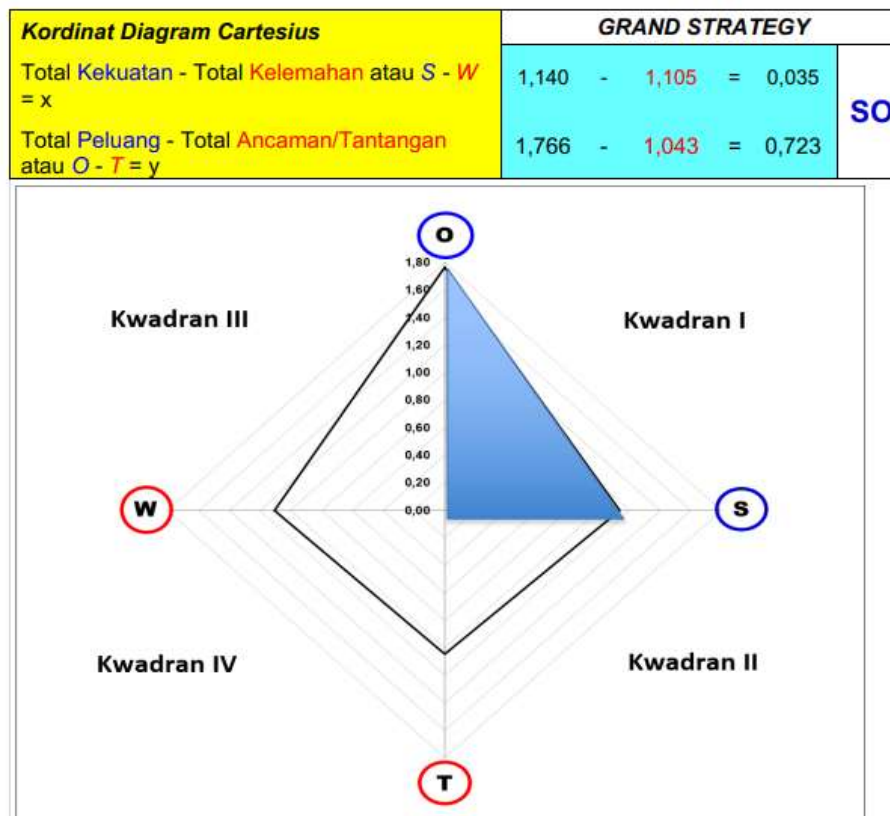 Kordinat Diagram Cartesius
GRAND STRATEGY
Total Kekuatan - Total Kelemahan atau S - W
= x
1,140 - 1,105 = 0,035
SO
Total Peluang - Total Ancaman/Tantangan
atau O - T = y
1,766 - 1,043 = 0,723
O
1,80
1,60
1,40
1,20
1,00
0,80
0,60
0,40
0,20
0,00
Kwadran III
Kwadran I
W
S
Kwadran IV
Kwadran II
T